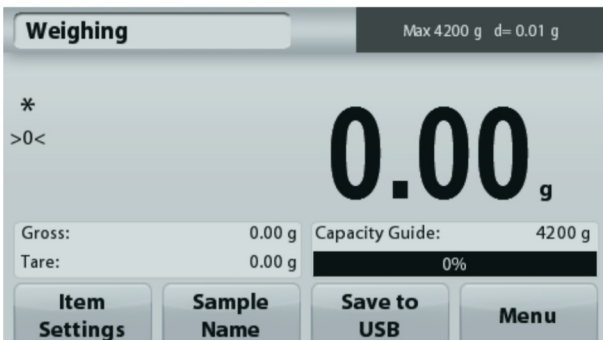 Weighing
Max 4200 g d= 0.01 g
*
>0<
0.00 g
Gross: 0.00 g
Tare: 0.00 g
Capacity Guide: 4200 g
0%
Item Settings
Sample Name
Save to USB
Menu